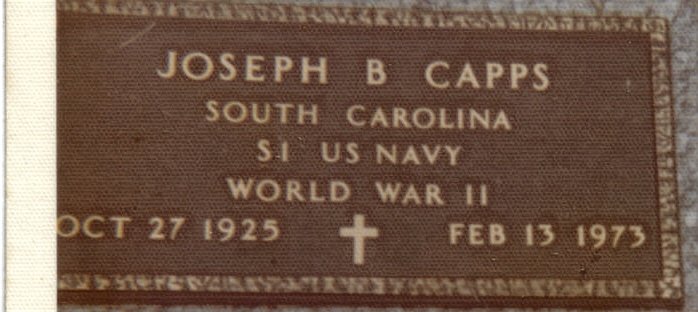 JOSEPH B CAPPS
SOUTH CAROLINA
S1 US NAVY
WORLD WAR II
OCT 27 1925 FEB 13 1973